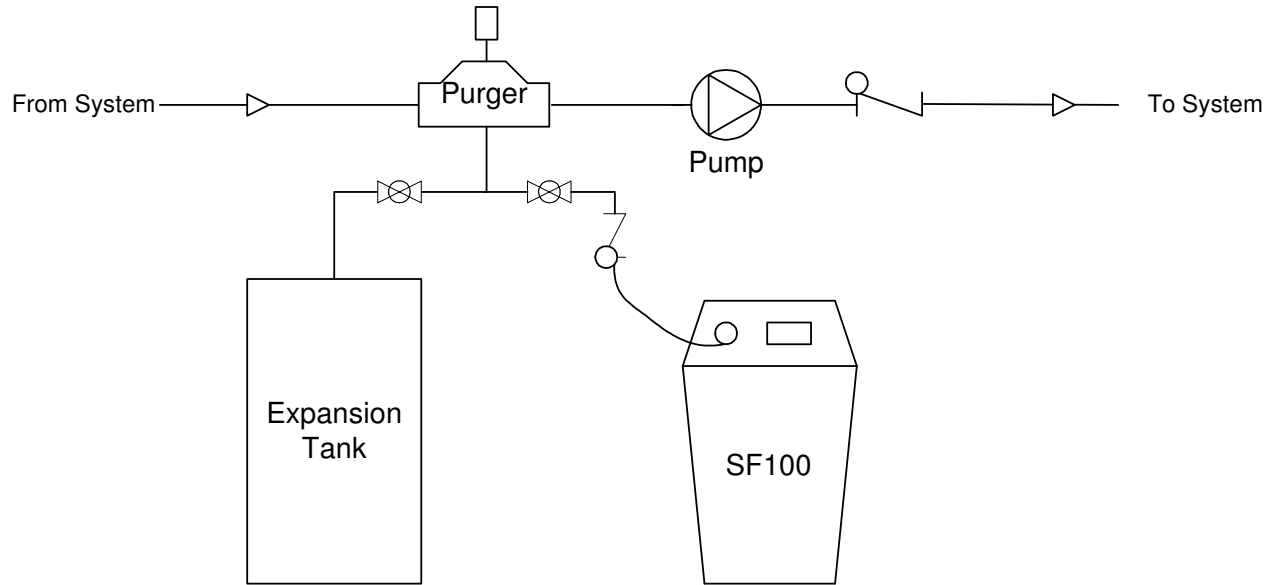 Purger
From System
To System
Pump
Expansion
Tank
SF100